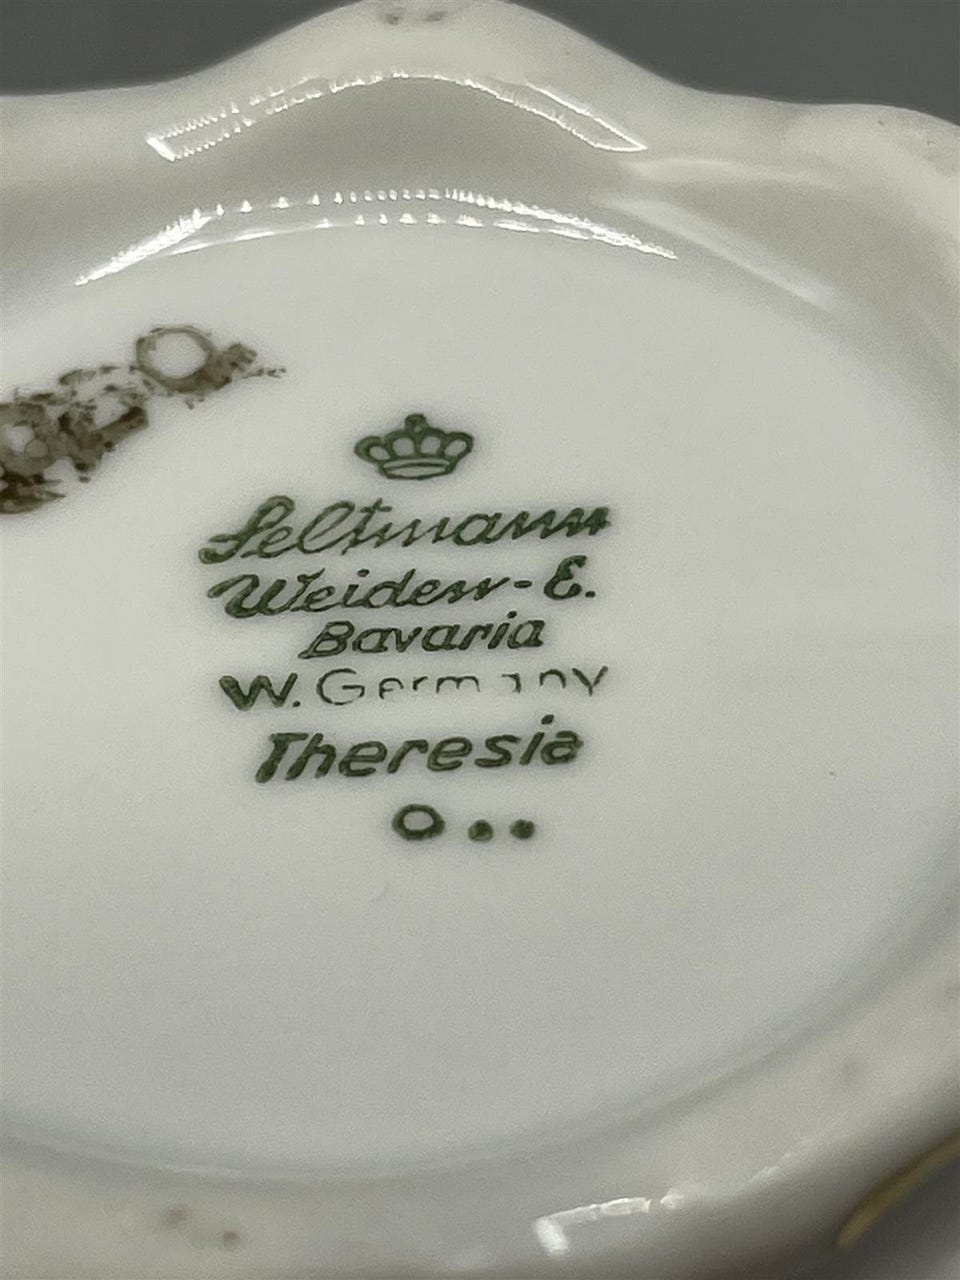 Seltmann
Weiden-E.
Bavaria
W. Germany
Theresia